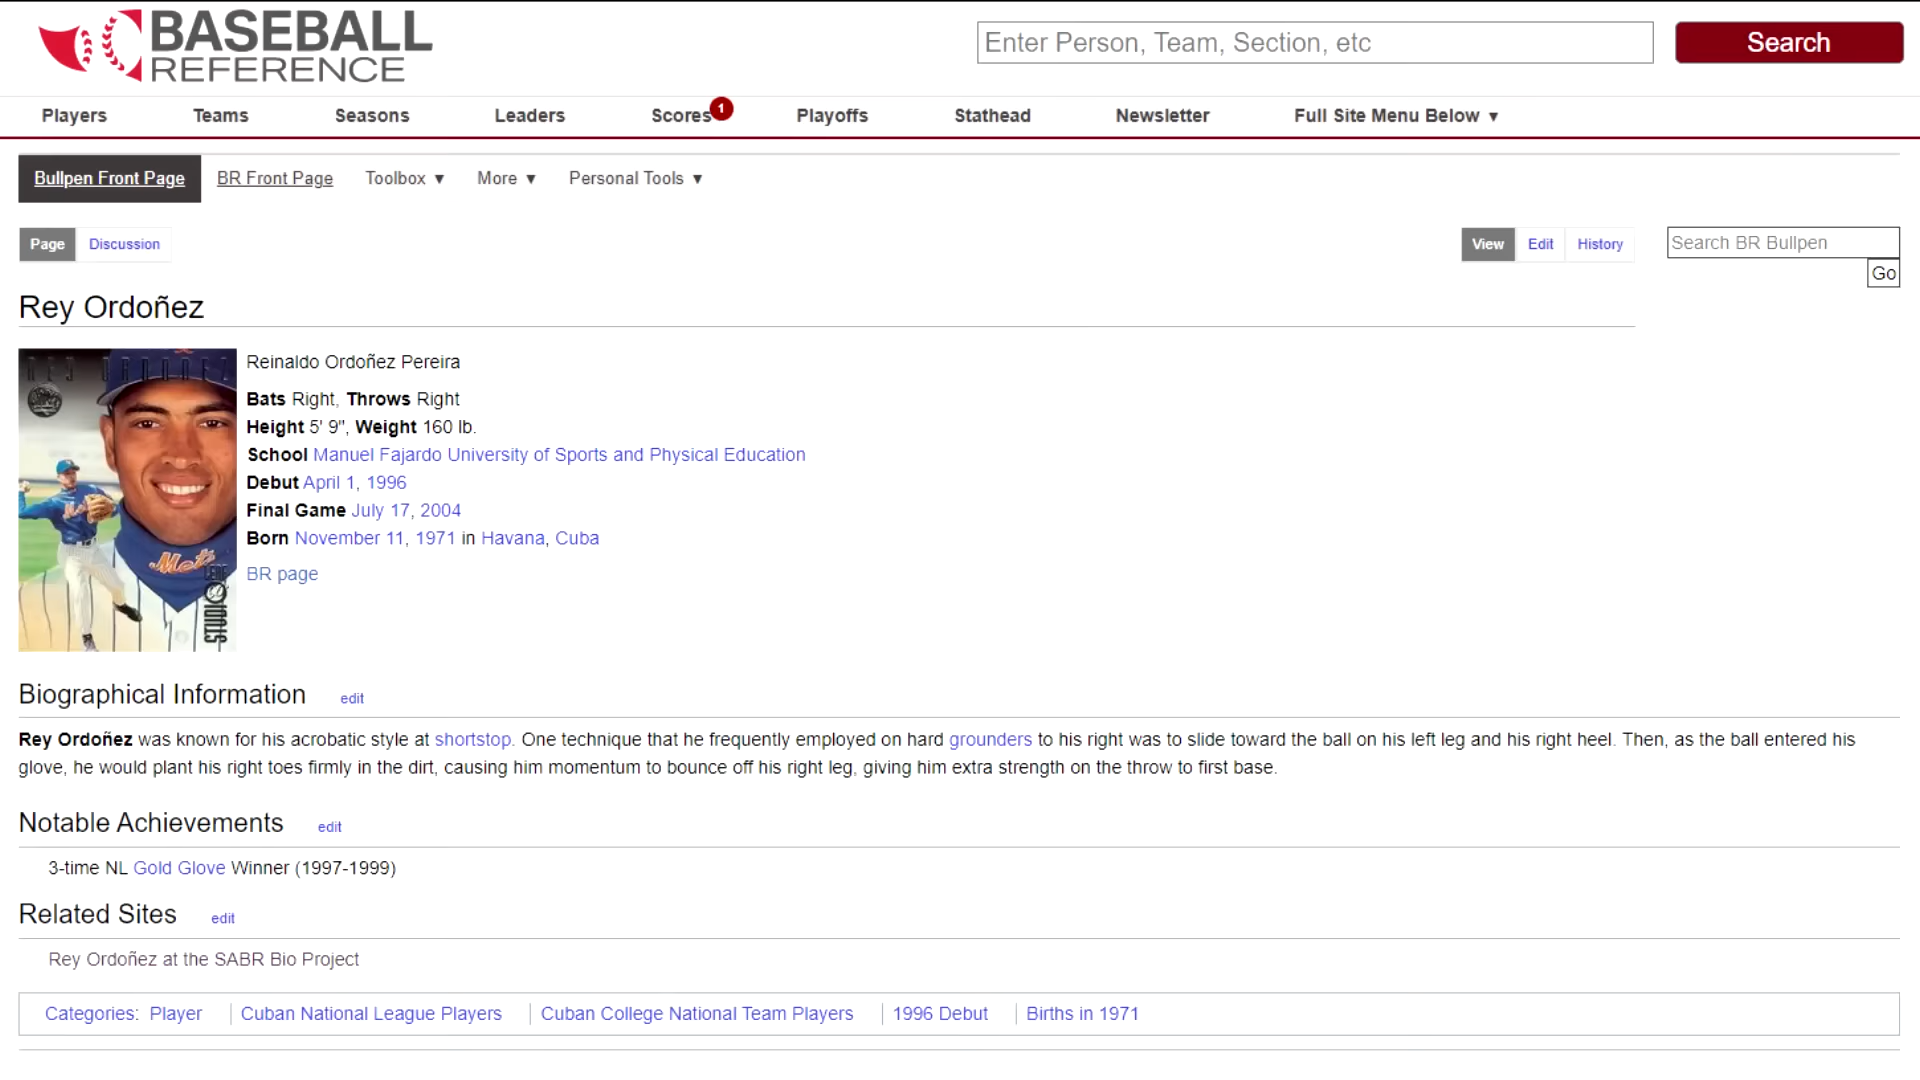 BASEBALL
REFERENCE
Enter Person, Team, Section, etc
Search
Players Teams Seasons Leaders Scores 1 Playoffs Stathead Newsletter Full Site Menu Below ▼
Bullpen Front Page BR Front Page Toolbox ▼ More ▼ Personal Tools ▼
Page Discussion View Edit History Search BR Bullpen
Go
Rey Ordoñez
REY ORDOÑEZ
Reinaldo Ordoñez Pereira
Bats Right, Throws Right
Height 5' 9", Weight 160 lb.
School Manuel Fajardo University of Sports and Physical Education
Debut April 1, 1996
Final Game July 17, 2004
Born November 11, 1971 in Havana, Cuba
BR page
Mets
Biographical Information edit
Rey Ordoñez was known for his acrobatic style at shortstop. One technique that he frequently employed on hard grounders to his right was to slide toward the ball on his left leg and his right heel. Then, as the ball entered his
glove, he would plant his right toes firmly in the dirt, causing him momentum to bounce off his right leg, giving him extra strength on the throw to first base.
Notable Achievements edit
3-time NL Gold Glove Winner (1997-1999)
Related Sites edit
Rey Ordoñez at the SABR Bio Project
Categories: Player Cuban National League Players Cuban College National Team Players 1996 Debut Births in 1971